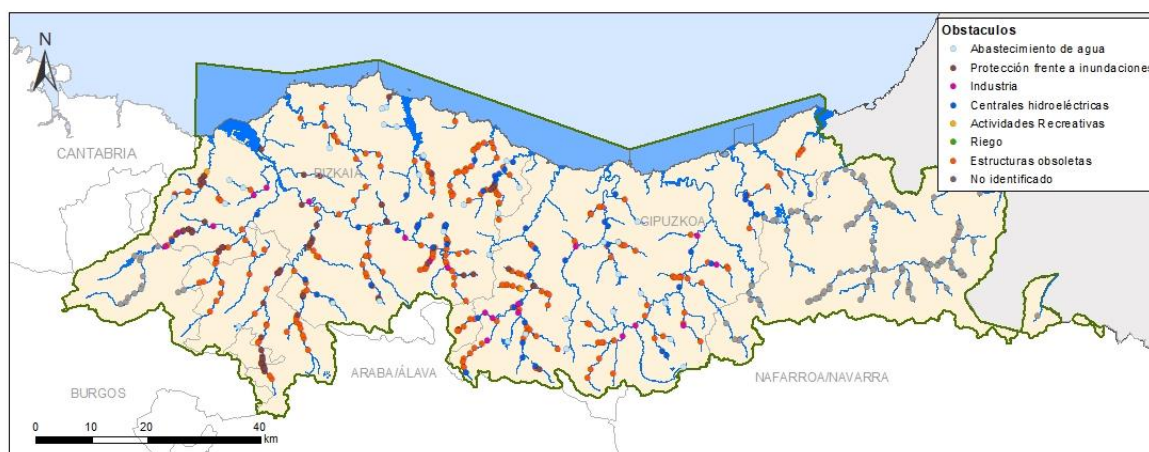 N
Obstaculos
Abastecimiento de agua
Protección frente a inundaciones
Industria
Centrales hidroeléctricas
Actividades Recreativas
Riego
Estructuras obsoletas
No identificado
CANTABRIA
BIZKAIA
GIPUZKOA
ARABA/ÁLAVA
NAFARROA/NAVARRA
BURGOS
0 10 20 40
km